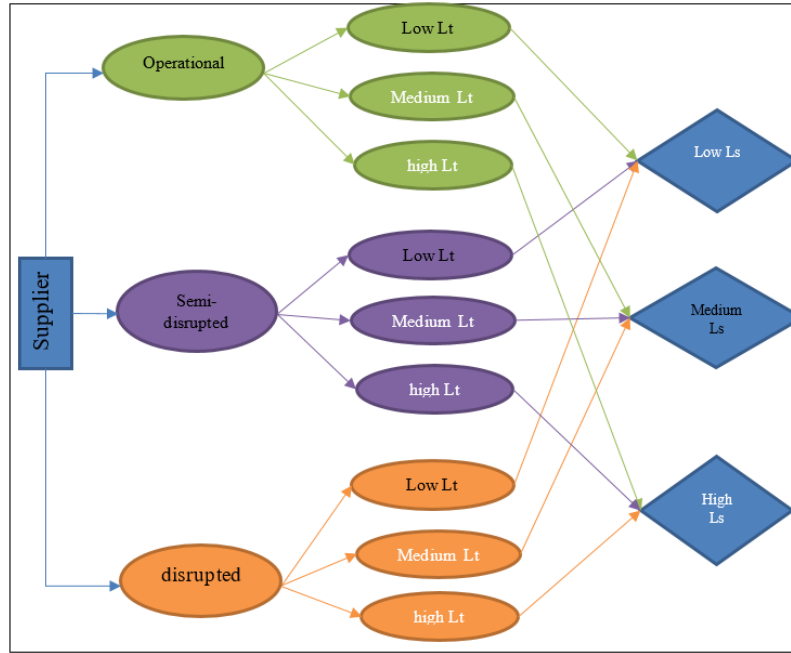 Supplier
Operational
Low Lt
Medium Lt
high Lt
Semi-
disrupted
Low Lt
Medium Lt
high Lt
disrupted
Low Lt
Medium Lt
high Lt
Low Ls
Medium
Ls
High
Ls